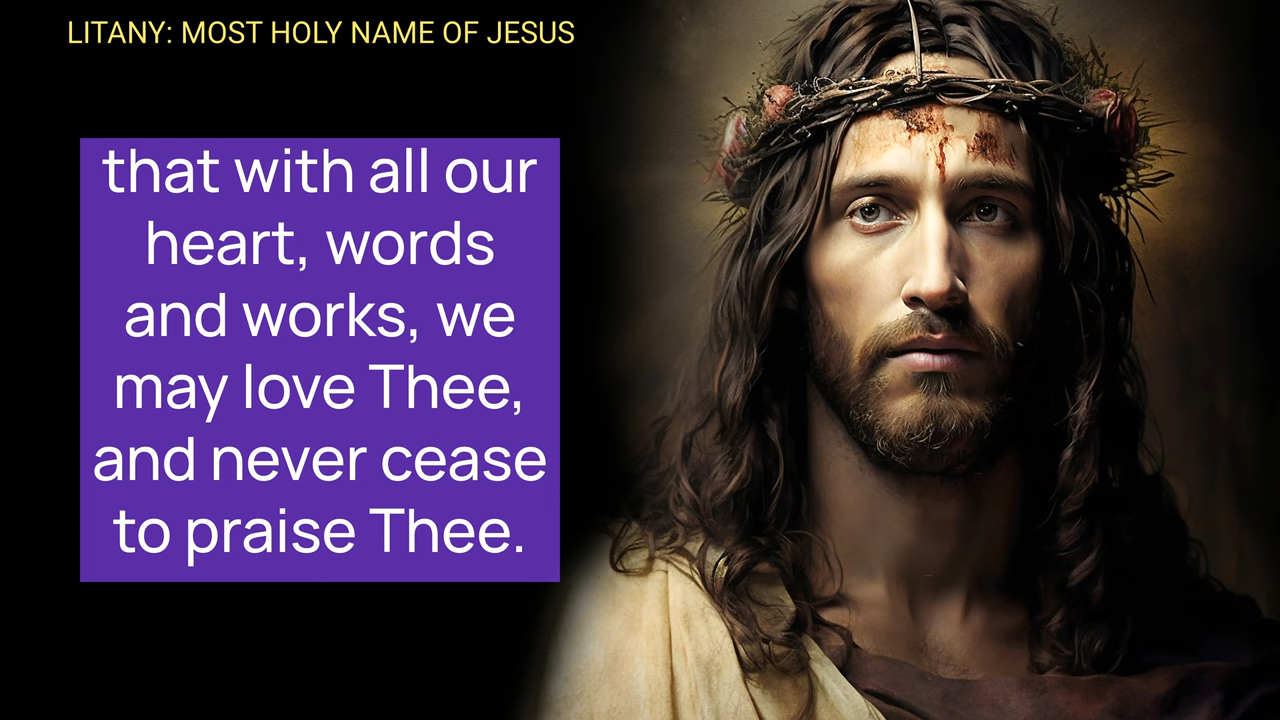 LITANY: MOST HOLY NAME OF JESUS
that with all our
heart, words
and works, we
may love Thee,
and never cease
to praise Thee.